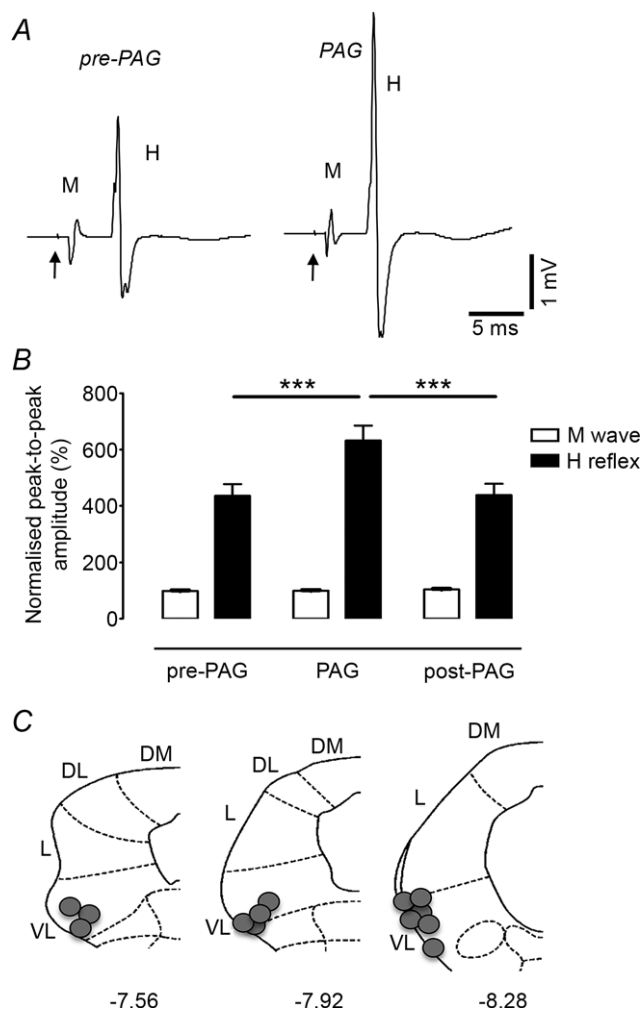 A
pre-PAG
PAG
M
H
M
H
1 mV
5 ms
B
Normalised peak-to-peak
amplitude (%)
800
600
400
200
0
***
***
M wave
H reflex
pre-PAG
PAG
post-PAG
C
DL
DM
L
VL
-7.56
DL
DM
L
VL
-7.92
DM
L
VL
-8.28